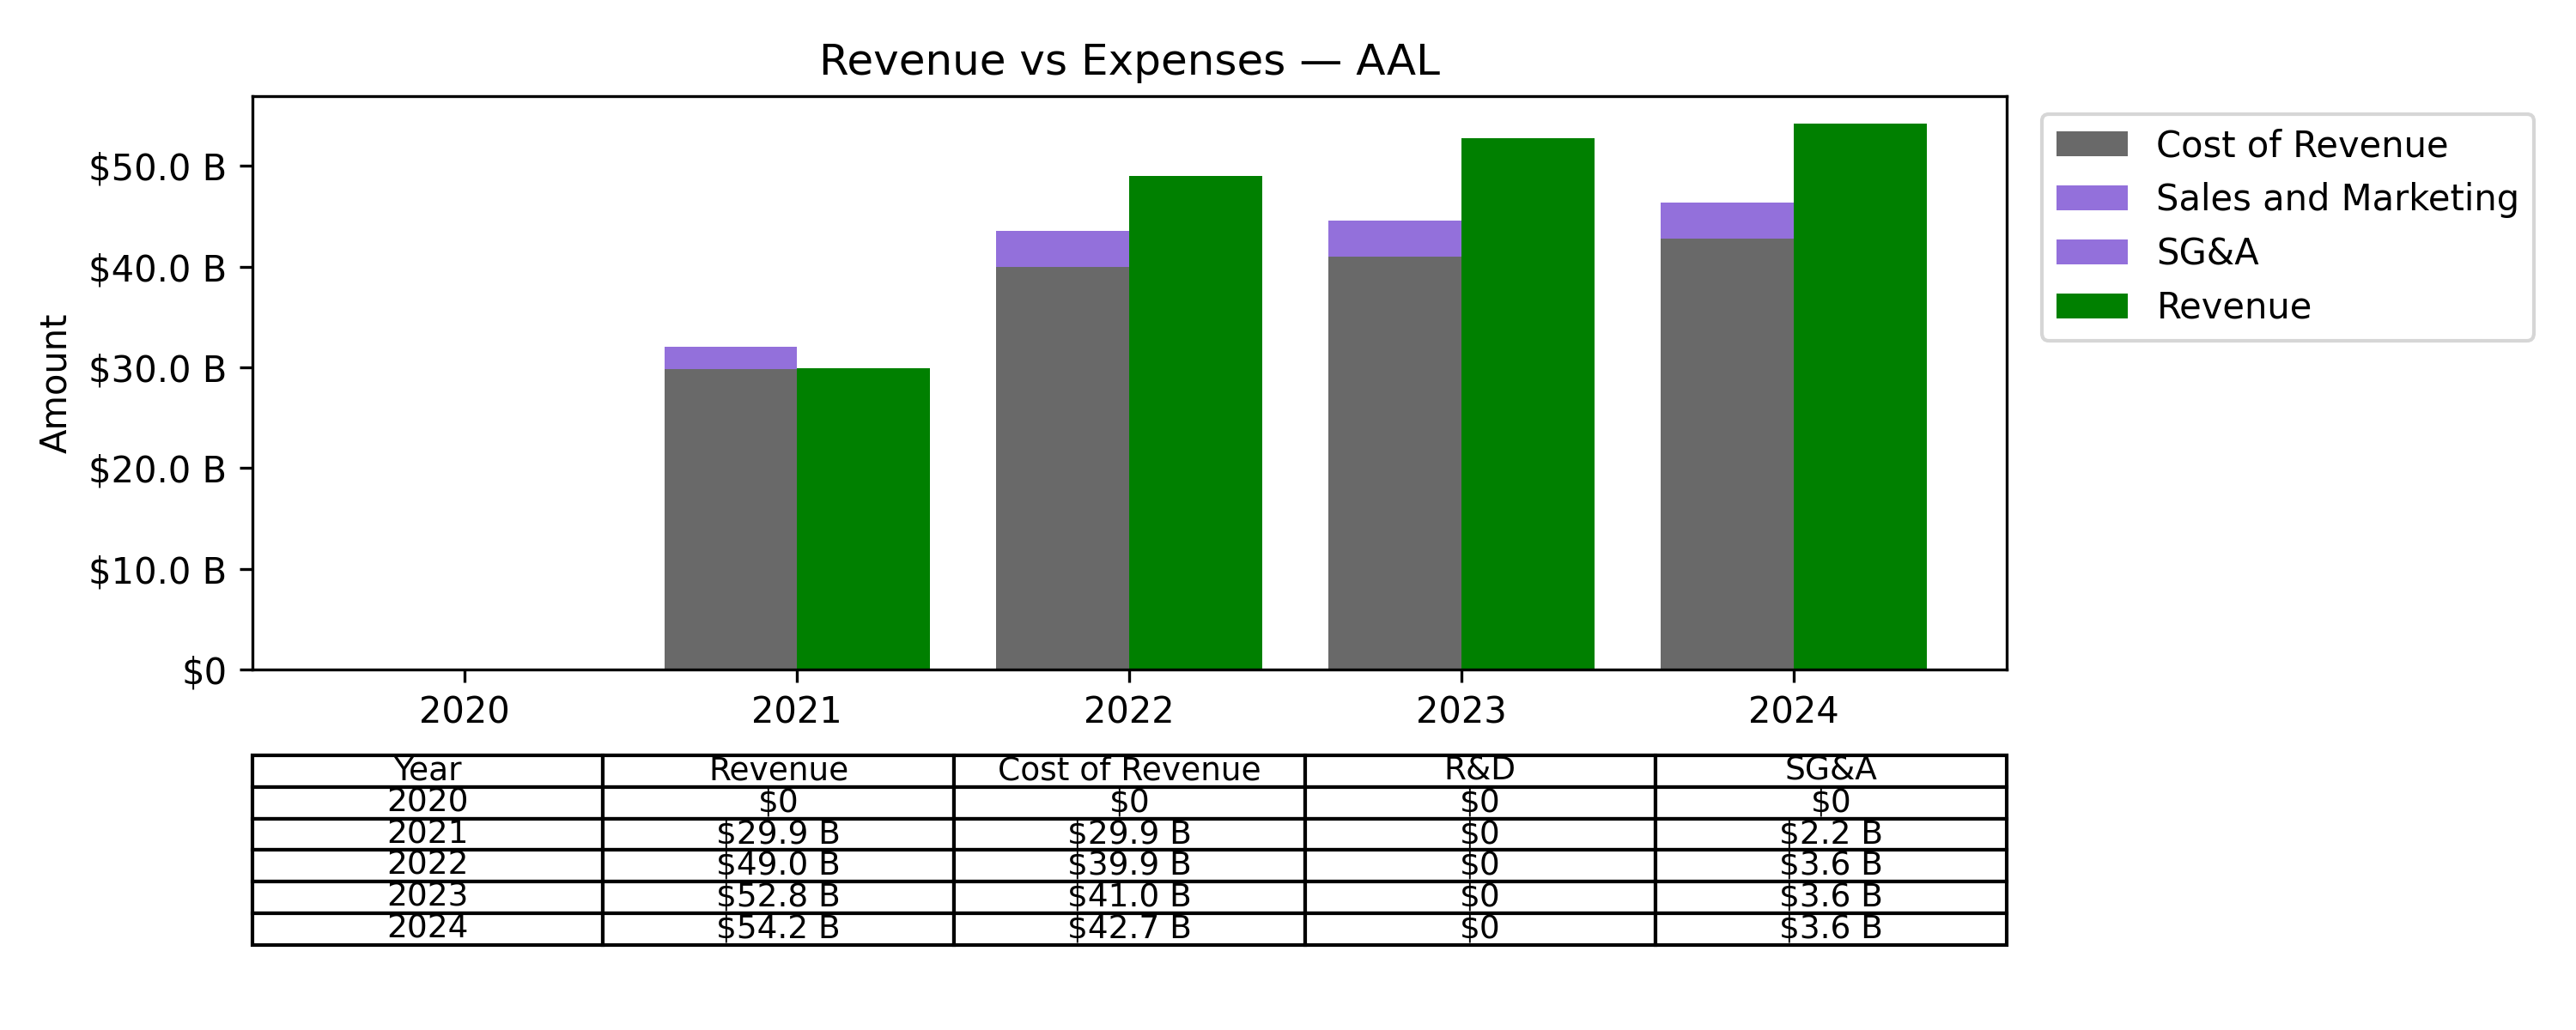 Revenue vs Expenses — AAL
Amount
$50.0 B
$40.0 B
$30.0 B
$20.0 B
$10.0 B
$0
2020 2021 2022 2023 2024
Cost of Revenue
Sales and Marketing
SG&A
Revenue
Year Revenue Cost of Revenue R&D SG&A
2020 $0 $0 $0 $0
2021 $29.9 B $29.9 B $0 $2.2 B
2022 $49.0 B $39.9 B $0 $3.6 B
2023 $52.8 B $41.0 B $0 $3.6 B
2024 $54.2 B $42.7 B $0 $3.6 B